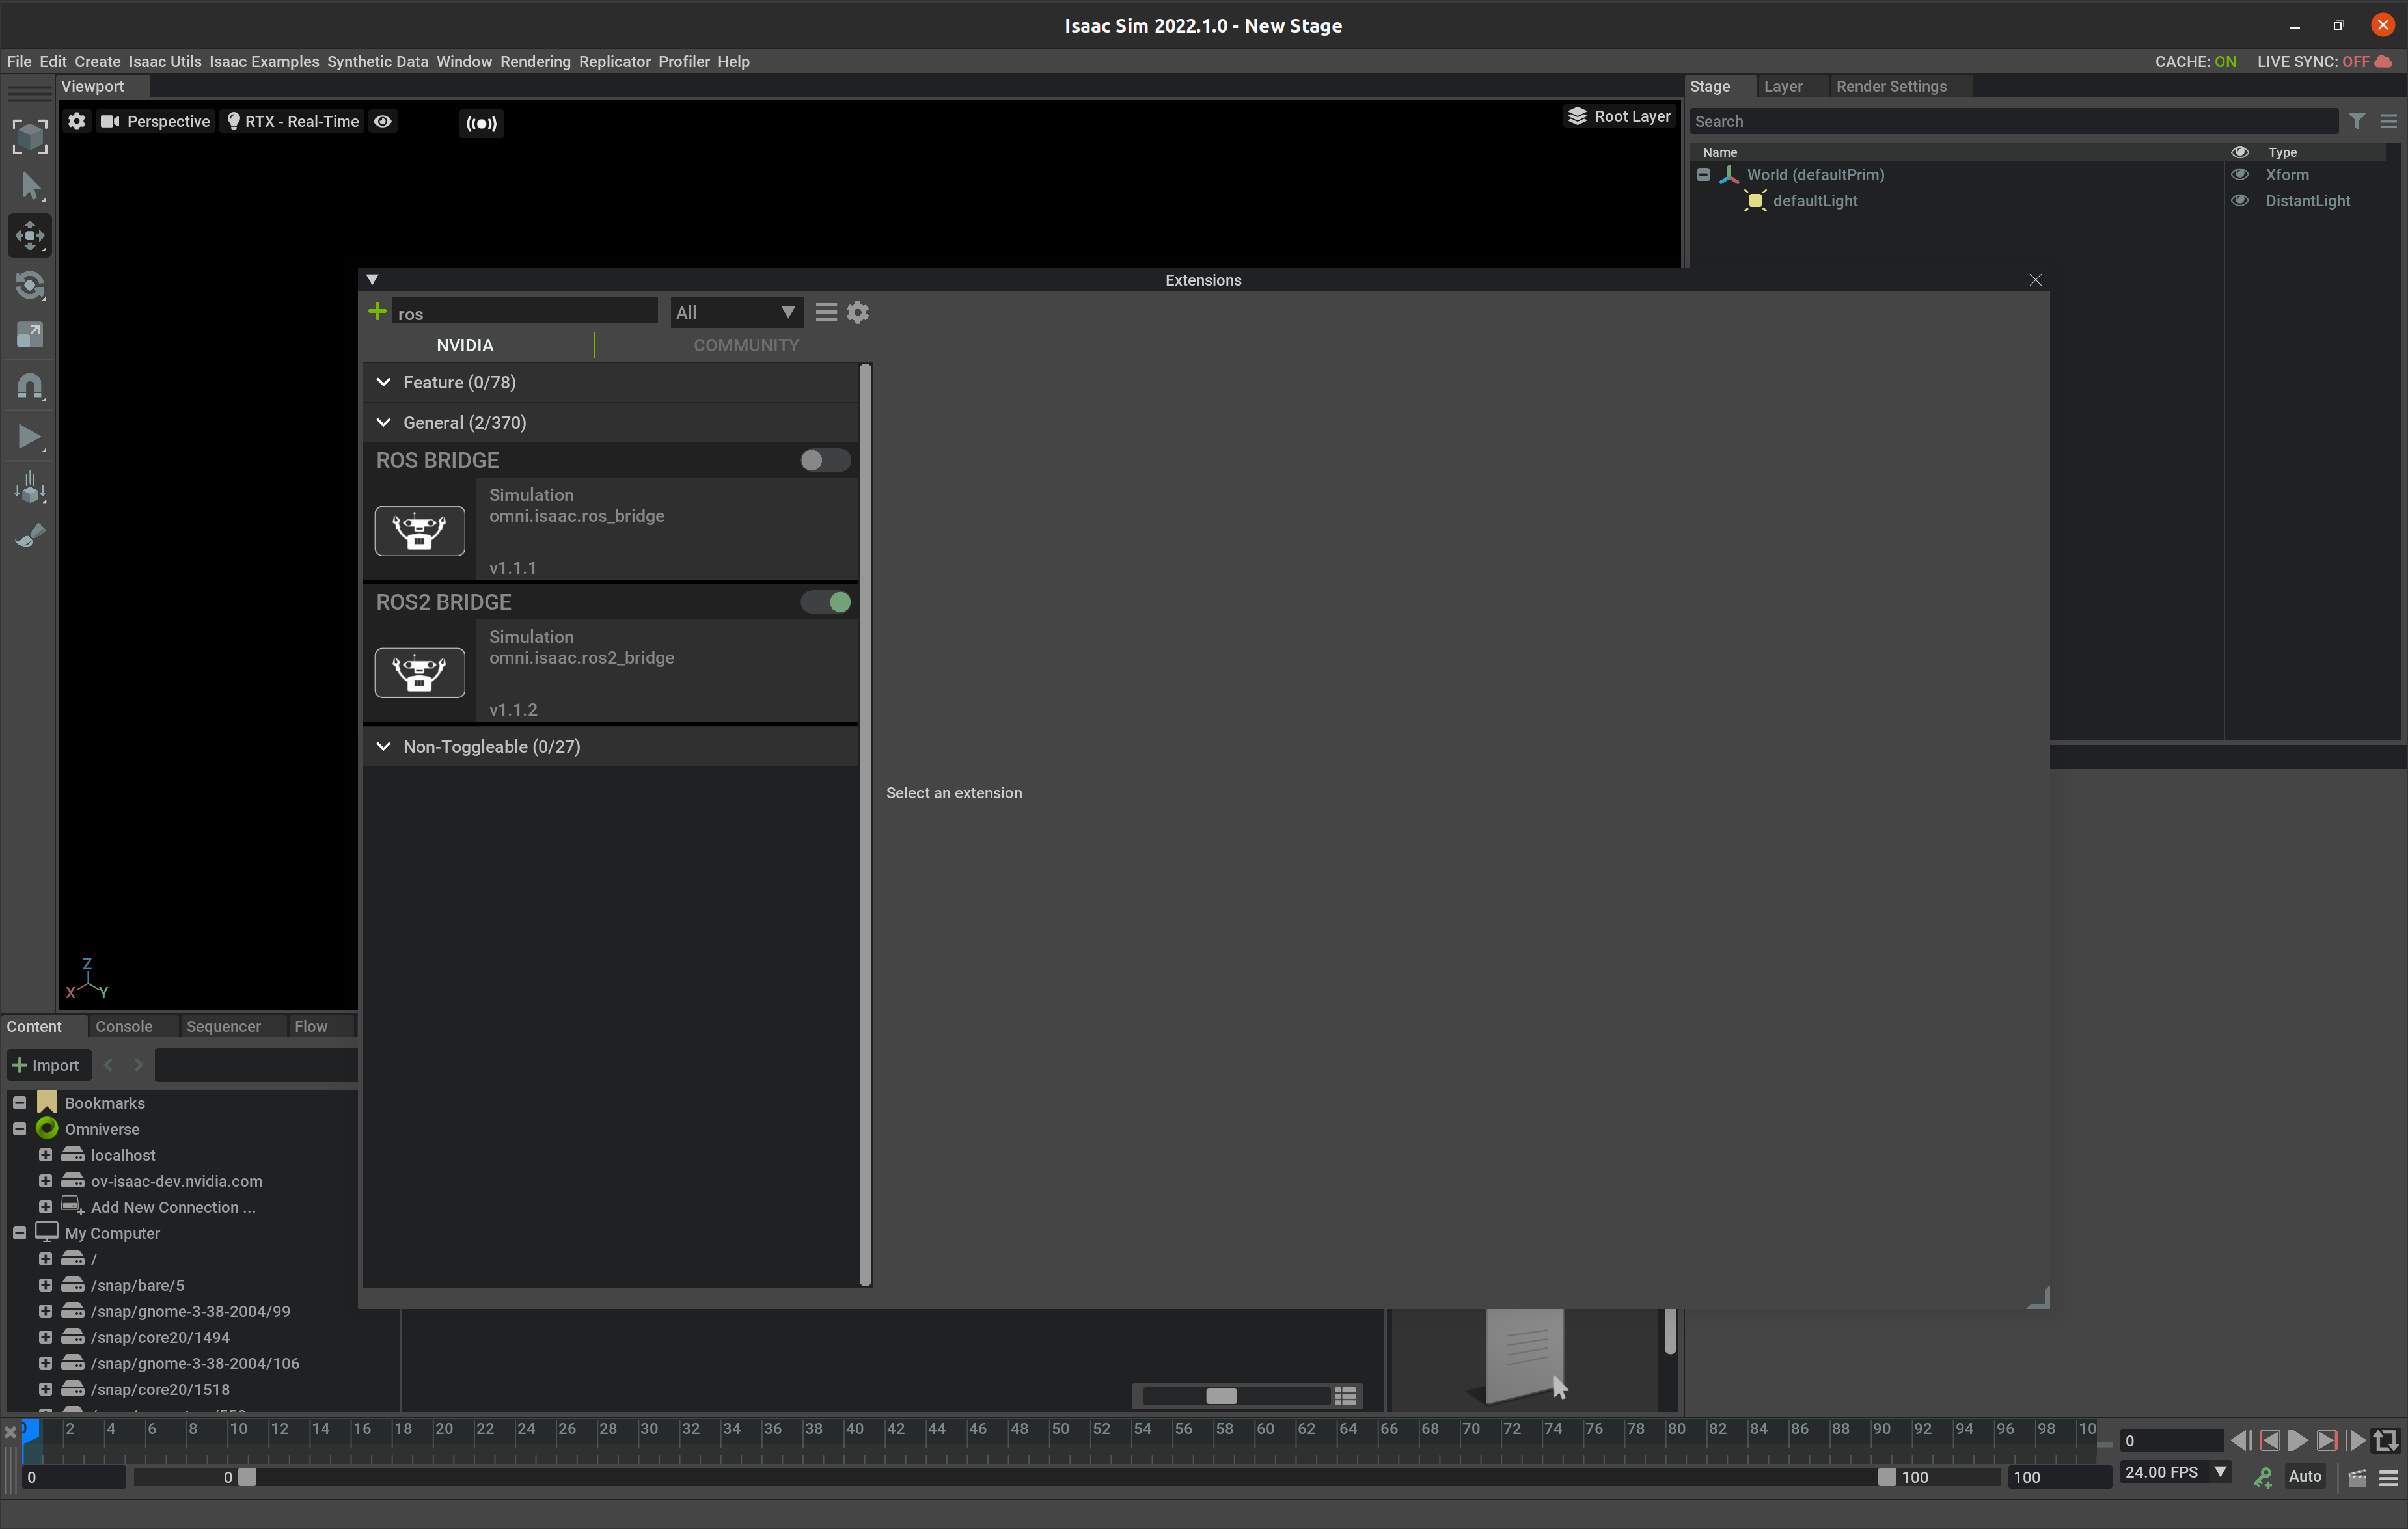 Isaac Sim 2022.1.0 - New Stage
File Edit Create Isaac Utils Isaac Examples Synthetic Data Window Rendering Replicator Profiler Help
CACHE: ON LIVE SYNC: OFF
Viewport
Stage Layer Render Settings
Perspective RTX - Real-Time
Root Layer
Search
Name Type
World (defaultPrim) Xform
defaultLight DistantLight
Extensions
ros
All
NVIDIA COMMUNITY
Feature (0/78)
General (2/370)
ROS BRIDGE
Simulation
omni.isaac.ros_bridge
v1.1.1
ROS2 BRIDGE
Simulation
omni.isaac.ros2_bridge
v1.1.2
Non-Toggleable (0/27)
Select an extension
Z
X Y
Content Console Sequencer Flow
Import
Bookmarks
Omniverse
localhost
ov-isaac-dev.nvidia.com
Add New Connection ...
My Computer
/
/snap/bare/5
/snap/gnome-3-38-2004/99
/snap/core20/1494
/snap/gnome-3-38-2004/106
/snap/core20/1518
2 4 6 8 10 12 14 16 18 20 22 24 26 28 30 32 34 36 38 40 42 44 46 48 50 52 54 56 58 60 62 64 66 68 70 72 74 76 78 80 82 84 86 88 90 92 94 96 98 10
0
0 0 100 100
24.00 FPS
Auto